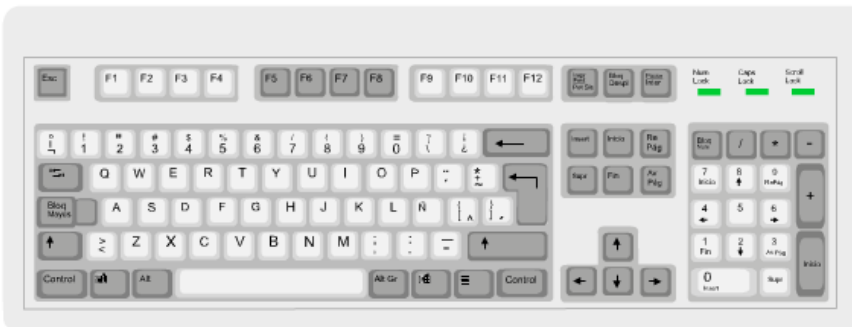 Esc F1 F2 F3 F4 F5 F6 F7 F8 F9 F10 F11 F12 Bloq Despl Pausa Inter Num Lock Caps Lock Scroll Lock
! 1 " 2 # 3 $ 4 % 5 & 6 / 7 ( 8 ) 9 = 0 ? ¿ Insert Inicio Re Pág Bloq Num / * -
Q W E R T Y U I O P * + ~ Supr Fin Av Pág 7 Inicio 8 9 RePág +
Bloq Mayús A S D F G H J K L Ñ [ { ] } 4 5 6
> < Z X C V B N M ; , : . 1 Fin 2 3 Av Pág
Control Alt Alt Gr Control 0 Insert Supr Inicio